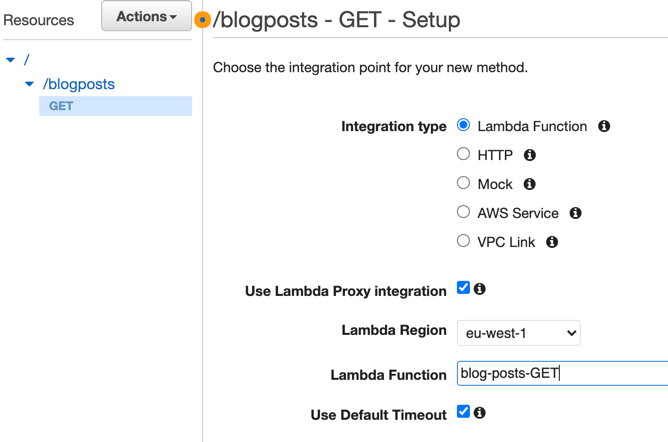 Resources
Actions
/blogposts - GET - Setup
/
/blogposts
GET
Choose the integration point for your new method.
Integration type
Lambda Function
HTTP
Mock
AWS Service
VPC Link
Use Lambda Proxy integration
Lambda Region eu-west-1
Lambda Function blog-posts-GET
Use Default Timeout